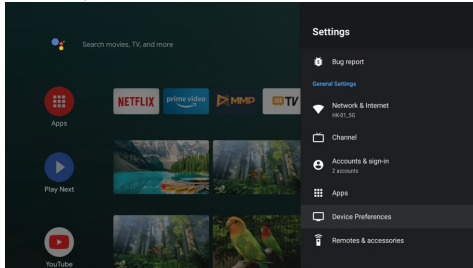 Search movies, TV, and more
Apps
NETFLIX
prime video
MMP
TV
Play Next
YouTube
Settings
Bug report
General Settings
Network & Internet
HK-01_5G
Channel
Accounts & sign-in
2 accounts
Apps
Device Preferences
Remotes & accessories